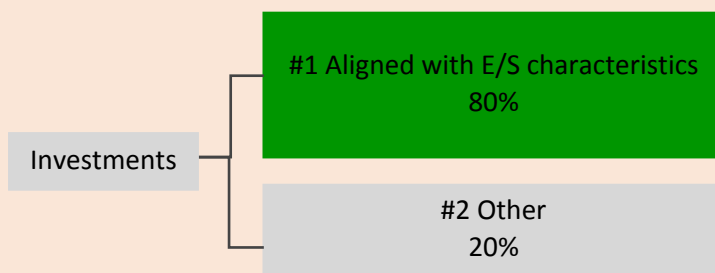 #1 Aligned with E/S characteristics
80%
Investments
#2 Other
20%